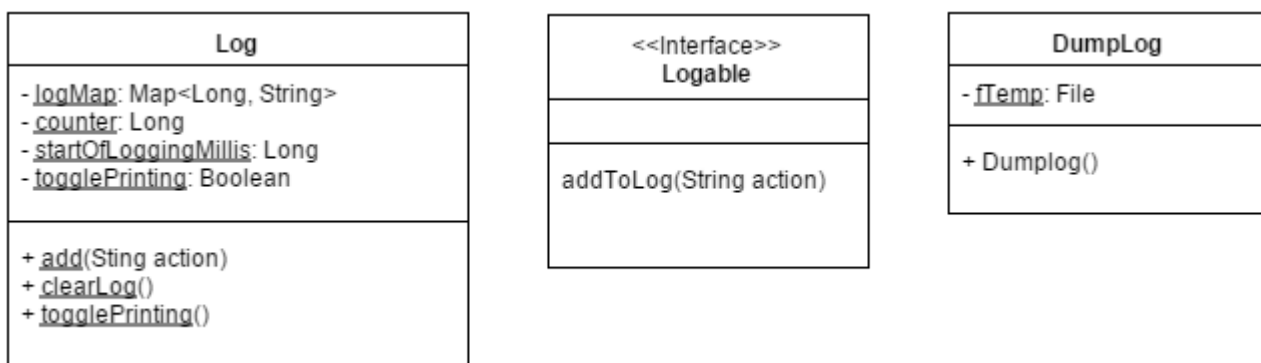 Log
- logMap: Map<Long, String>
- counter: Long
- startOfLoggingMillis: Long
- togglePrinting: Boolean
+ add(Sting action)
+ clearLog()
+ togglePrinting()
<<Interface>>
Logable
addToLog(String action)
DumpLog
- fTemp: File
+ Dumplog()